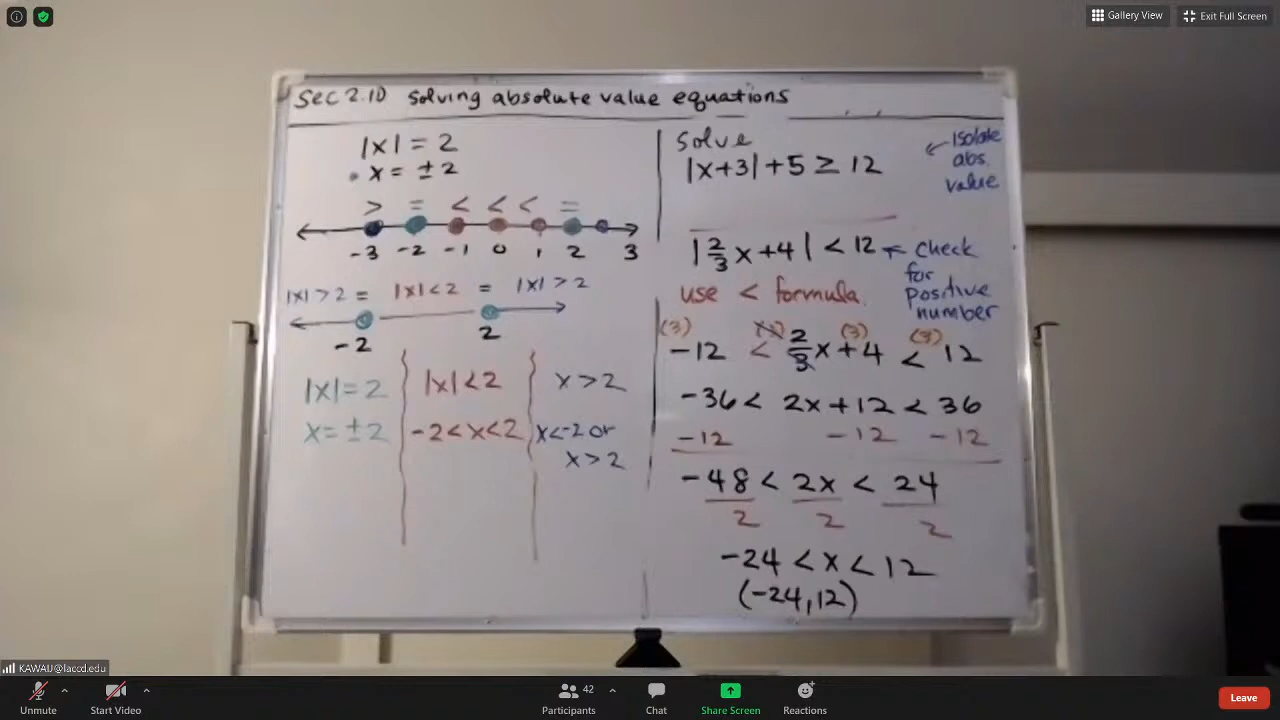 Gallery View
Exit Full Screen
Sec 2.10 solving absolute value equations
|x| = 2
x = ±2
> = < < < =
-3 -2 -1 0 1 2 3
|x| > 2 = |x| < 2 = |x| > 2
-2 2
|x| = 2
x = ±2
|x| < 2
-2 < x < 2
x > 2
x < -2 or
x > 2
Solve
|x+3| + 5 ≥ 12
Isolate
abs.
value
|2/3 x + 4| < 12
check
for
positive
number
use < formula.
(3) (3) (3)
-12 < 2/3 x + 4 < 12
-36 < 2x + 12 < 36
-12 -12 -12
-48 < 2x < 24
2 2 2
-24 < x < 12
(-24, 12)
KAWAIJ@laccd.edu
Unmute
Start Video
42
Participants
Chat
Share Screen
Reactions
Leave